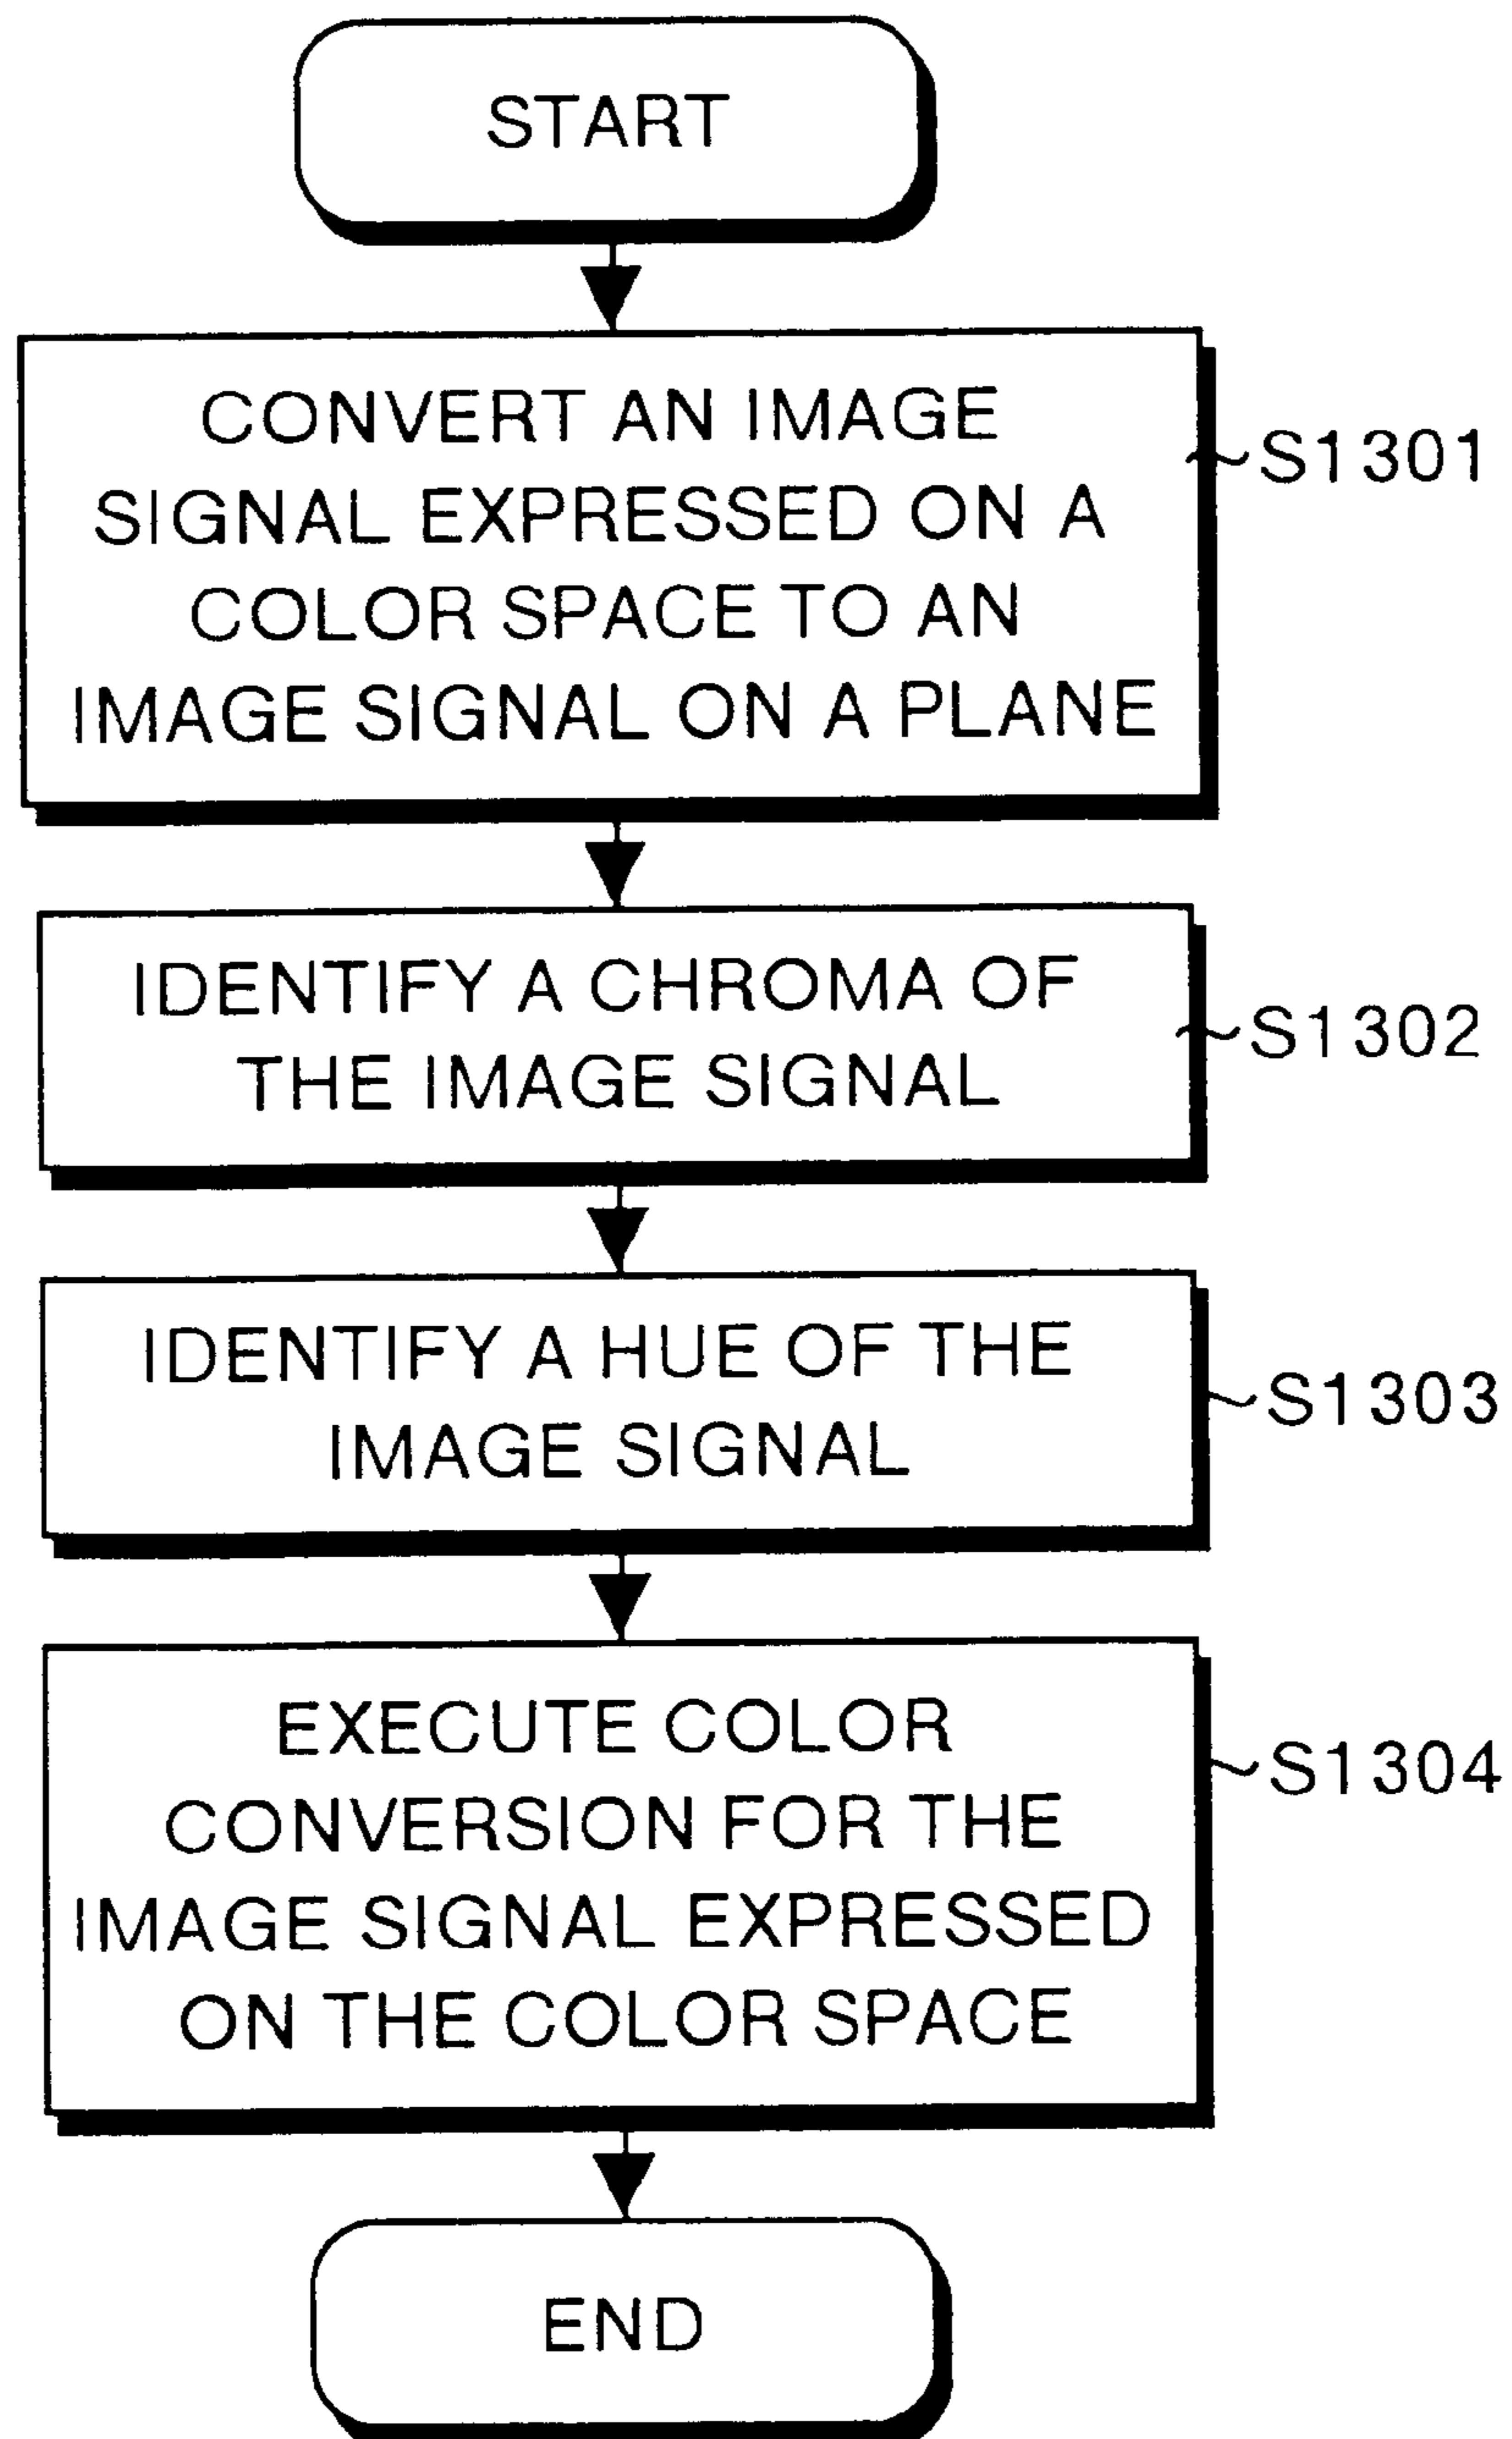 START
CONVERT AN IMAGE
SIGNAL EXPRESSED ON A
COLOR SPACE TO AN
IMAGE SIGNAL ON A PLANE
S1301
IDENTIFY A CHROMA OF
THE IMAGE SIGNAL
S1302
IDENTIFY A HUE OF THE
IMAGE SIGNAL
S1303
EXECUTE COLOR
CONVERSION FOR THE
IMAGE SIGNAL EXPRESSED
ON THE COLOR SPACE
S1304
END